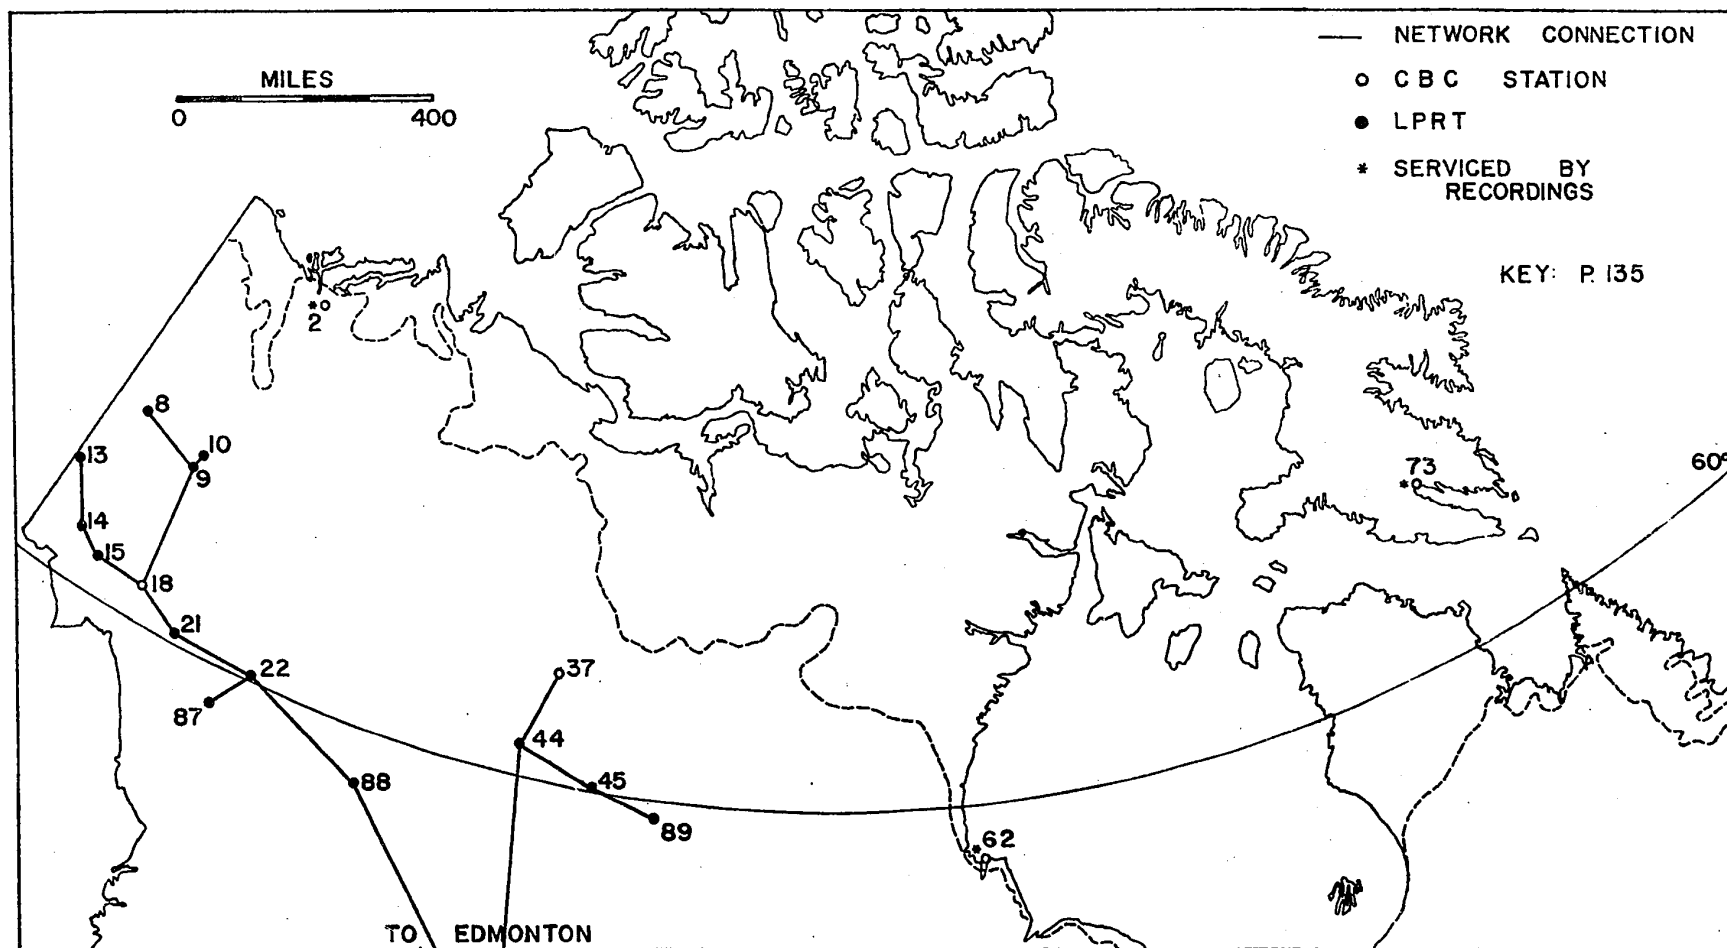 MILES
0 400
— NETWORK CONNECTION
CBC STATION
LPRT
* SERVICED BY
RECORDINGS
KEY: P. 135
*
2
8
10
13
9
73
*
60°
14
15
18
21
22
37
87
44
88
45
89
* 62
TO EDMONTON